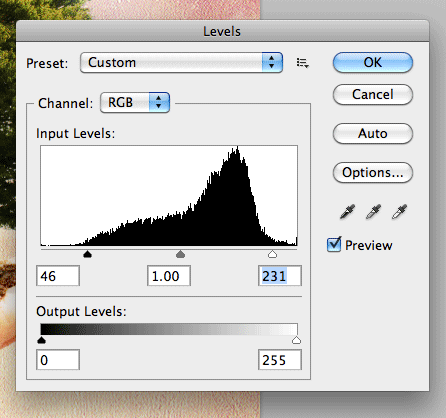 Levels
Preset: Custom
OK
Channel: RGB
Cancel
Input Levels:
Auto
Options...
Preview
46 1.00 231
Output Levels:
0 255